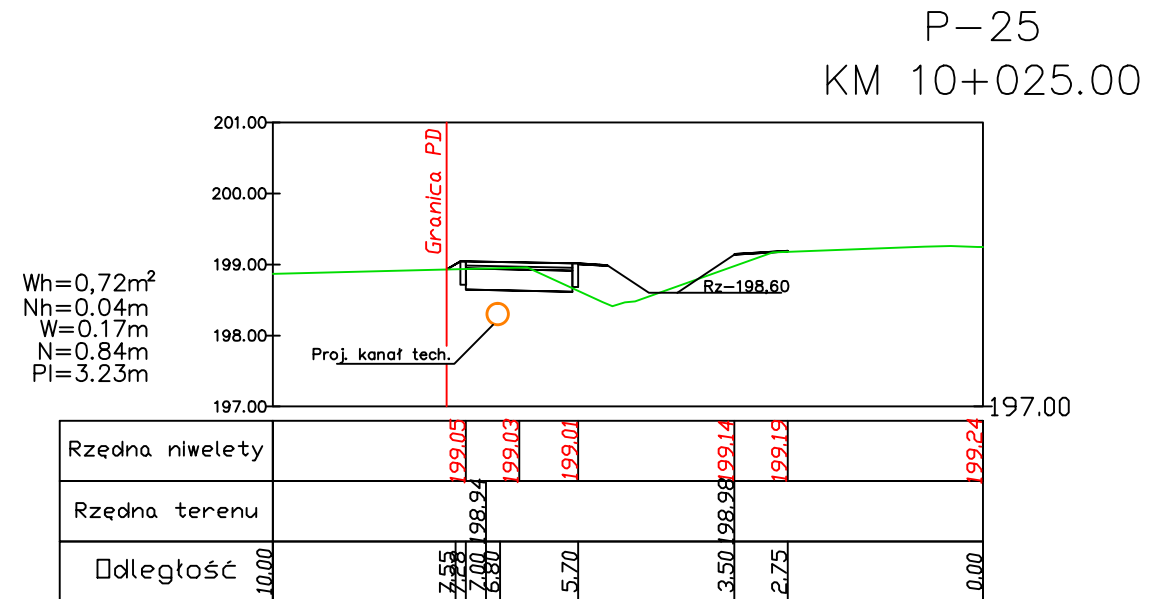 P-25
KM 10+025.00
201.00
200.00
199.00
198.00
197.00
197.00
Granica PD
Wh=0,72m²
Nh=0.04m
W=0.17m
N=0.84m
Pl=3.23m
Rz-198,60
Proj. kanał tech.
Rzędna niwelety 199.05 199.03 199.01 199.14 199.19 199.24
Rzędna terenu 198.94 198.98
Odległość 10.00 7.55 7.28 7.00 6.80 5.70 3.50 2.75 0.00